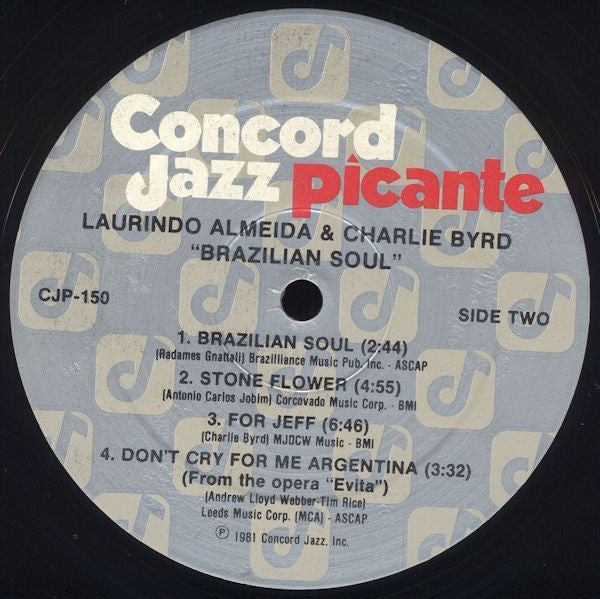 Concord
Jazz Picante
LAURINDO ALMEIDA & CHARLIE BYRD
"BRAZILIAN SOUL"
CJP-150
SIDE TWO
1. BRAZILIAN SOUL (2:44)
(Radames Gnattali) Brazilliance Music Pub. Inc. - ASCAP
2. STONE FLOWER (4:55)
(Antonio Carlos Jobim) Corcovado Music Corp. - BMI
3. FOR JEFF (6:46)
(Charlie Byrd) MJDCW Music - BMI
4. DON'T CRY FOR ME ARGENTINA (3:32)
(From the opera "Evita")
(Andrew Lloyd Webber-Tim Rice)
Leeds Music Corp. (MCA) - ASCAP
℗ 1981 Concord Jazz, Inc.